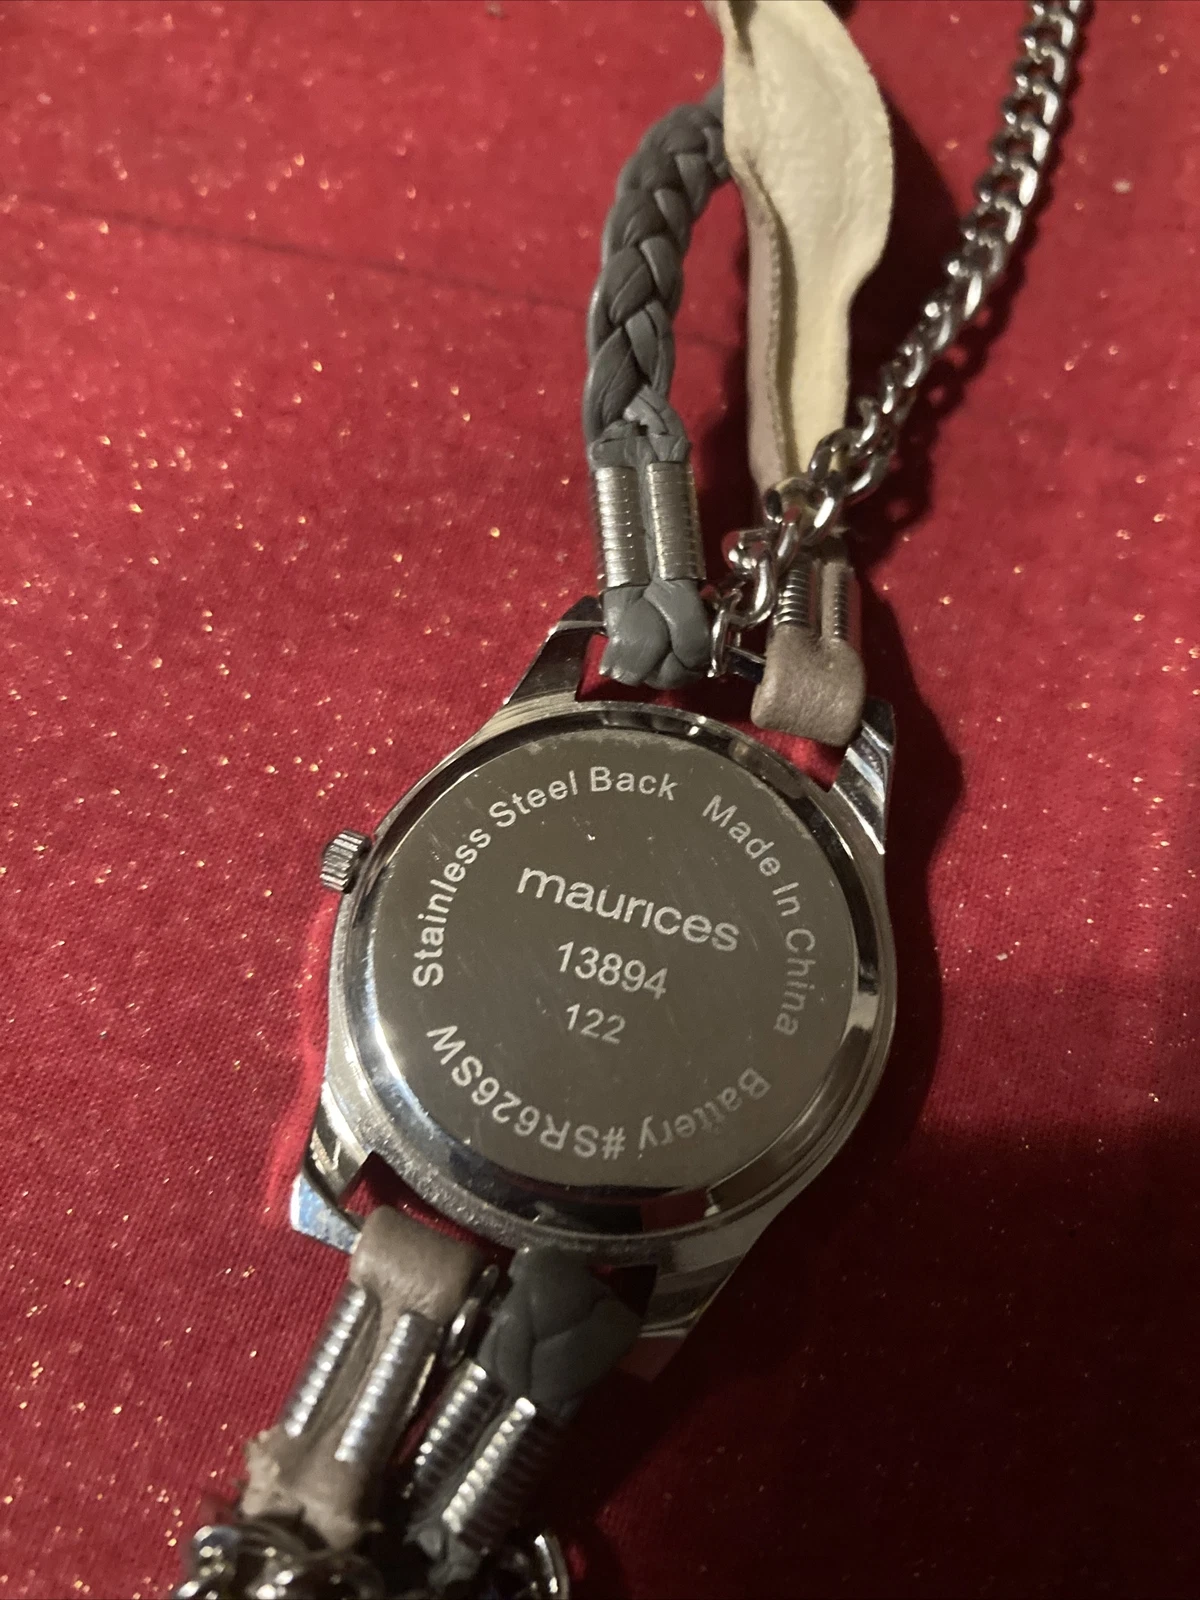 Stainless Steel Back Made In China
maurices
13894
122
Battery #SR626SW